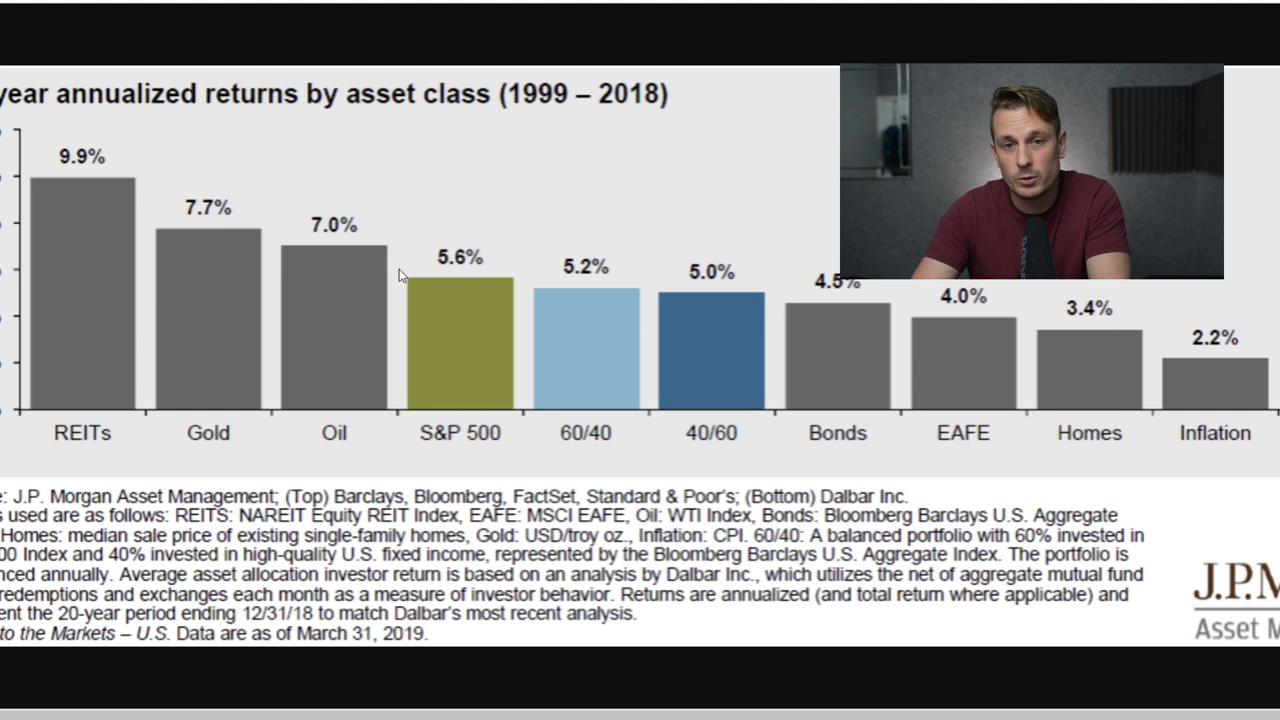 year annualized returns by asset class (1999 – 2018)
9.9%
7.7%
7.0%
5.6%
5.2%
5.0%
4.5%
4.0%
3.4%
2.2%
REITs Gold Oil S&P 500 60/40 40/60 Bonds EAFE Homes Inflation
e: J.P. Morgan Asset Management; (Top) Barclays, Bloomberg, FactSet, Standard & Poor's; (Bottom) Dalbar Inc.
s used are as follows: REITS: NAREIT Equity REIT Index, EAFE: MSCI EAFE, Oil: WTI Index, Bonds: Bloomberg Barclays U.S. Aggregate
Homes: median sale price of existing single-family homes, Gold: USD/troy oz., Inflation: CPI. 60/40: A balanced portfolio with 60% invested in
00 Index and 40% invested in high-quality U.S. fixed income, represented by the Bloomberg Barclays U.S. Aggregate Index. The portfolio is
nced annually. Average asset allocation investor return is based on an analysis by Dalbar Inc., which utilizes the net of aggregate mutual fund
redemptions and exchanges each month as a measure of investor behavior. Returns are annualized (and total return where applicable) and
ent the 20-year period ending 12/31/18 to match Dalbar's most recent analysis.
to the Markets – U.S. Data are as of March 31, 2019.
J.P.M
Asset M